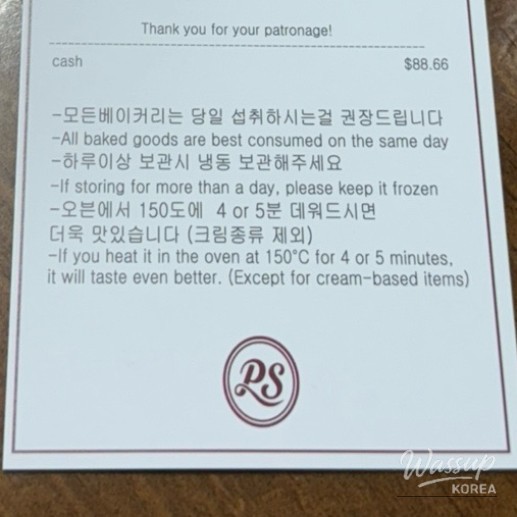 Thank you for your patronage!
cash $88.66
-모든베이커리는 당일 섭취하시는걸 권장드립니다
-All baked goods are best consumed on the same day
-하루이상 보관시 냉동 보관해주세요
-If storing for more than a day, please keep it frozen
-오븐에서 150도에 4 or 5분 데워드시면
더욱 맛있습니다 (크림종류 제외)
-If you heat it in the oven at 150°C for 4 or 5 minutes,
it will taste even better. (Except for cream-based items)
PS
Wassup
KOREA